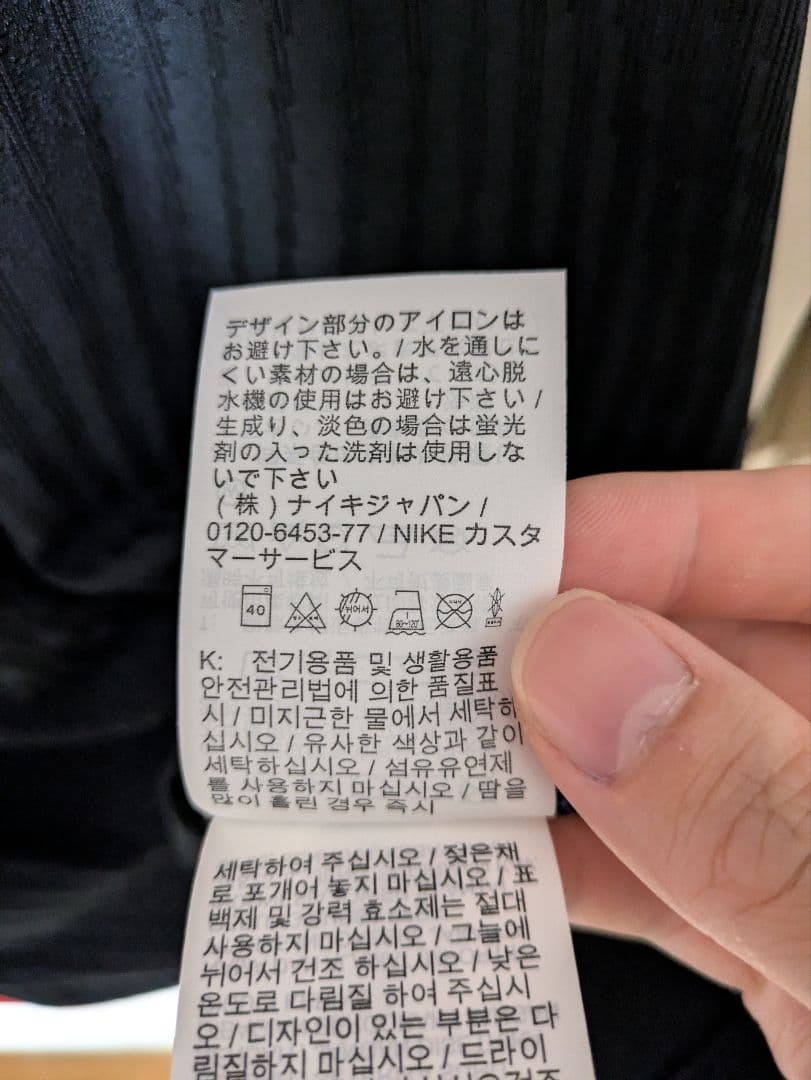 デザイン部分のアイロンは
お避け下さい。/ 水を通しに
くい素材の場合は、遠心脱
水機の使用はお避け下さい /
生成り、淡色の場合は蛍光
剤の入った洗剤は使用しな
いで下さい
(株)ナイキジャパン /
0120-6453-77 / NIKE カスタ
マーサービス
40 뉘어서 80~120
K: 전기용품 및 생활용품
안전관리법에 의한 품질표
시 / 미지근한 물에서 세탁하
십시오 / 유사한 색상과 같이
세탁하십시오 / 섬유유연제
를 사용하지 마십시오 / 땀을
많이 흘린 경우 즉시
세탁하여 주십시오 / 젖은채
로 포개어 놓지 마십시오 / 표
백제 및 강력 효소제는 절대
사용하지 마십시오 / 그늘에
뉘어서 건조 하십시오 / 낮은
온도로 다림질 하여 주십시
오 / 디자인이 있는 부분은 다
림질하지 마십시오 / 드라이